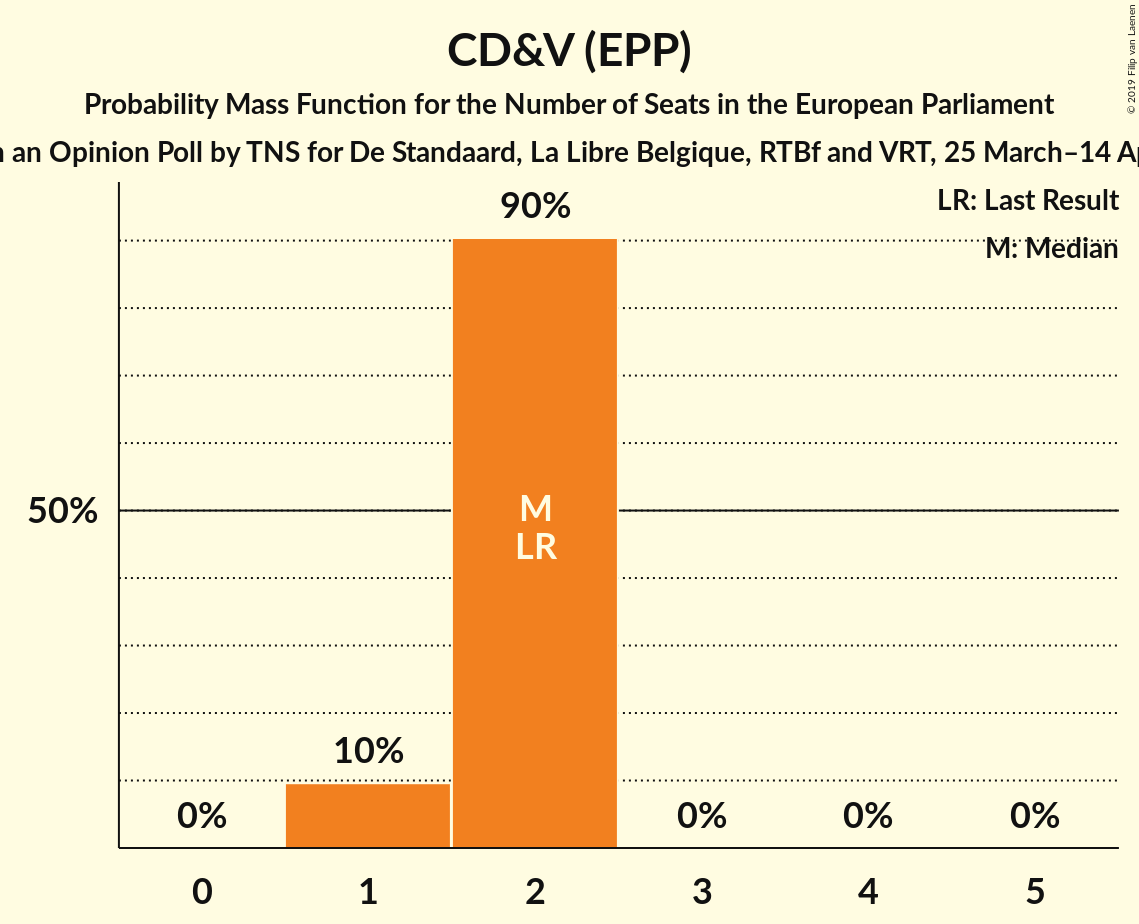 CD&V (EPP)
Probability Mass Function for the Number of Seats in the European Parliament
an Opinion Poll by TNS for De Standaard, La Libre Belgique, RTBf and VRT, 25 March–14
© 2019 Filip van Laenen
LR: Last Result
M: Median
90%
50%
M
LR
10%
0%
0%
0%
0%
0
1
2
3
4
5